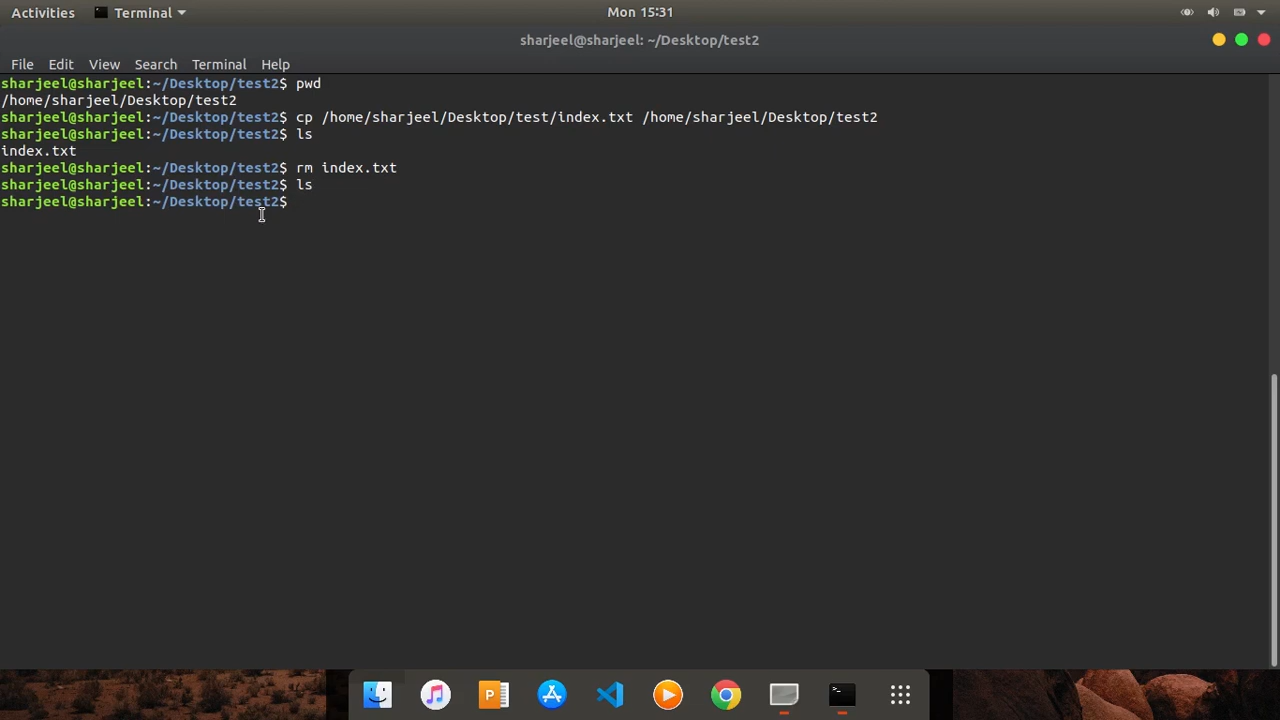 Activities Terminal Mon 15:31
sharjeel@sharjeel: ~/Desktop/test2
File Edit View Search Terminal Help
sharjeel@sharjeel:~/Desktop/test2$ pwd
/home/sharjeel/Desktop/test2
sharjeel@sharjeel:~/Desktop/test2$ cp /home/sharjeel/Desktop/test/index.txt /home/sharjeel/Desktop/test2
sharjeel@sharjeel:~/Desktop/test2$ ls
index.txt
sharjeel@sharjeel:~/Desktop/test2$ rm index.txt
sharjeel@sharjeel:~/Desktop/test2$ ls
sharjeel@sharjeel:~/Desktop/test2$
P >_